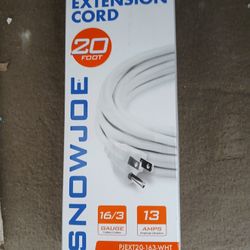 EXTENSION
CORD
20
FOOT
SNOWJOE
16/3
GAUGE
13
AMPS
PJEXT20-163-WHT